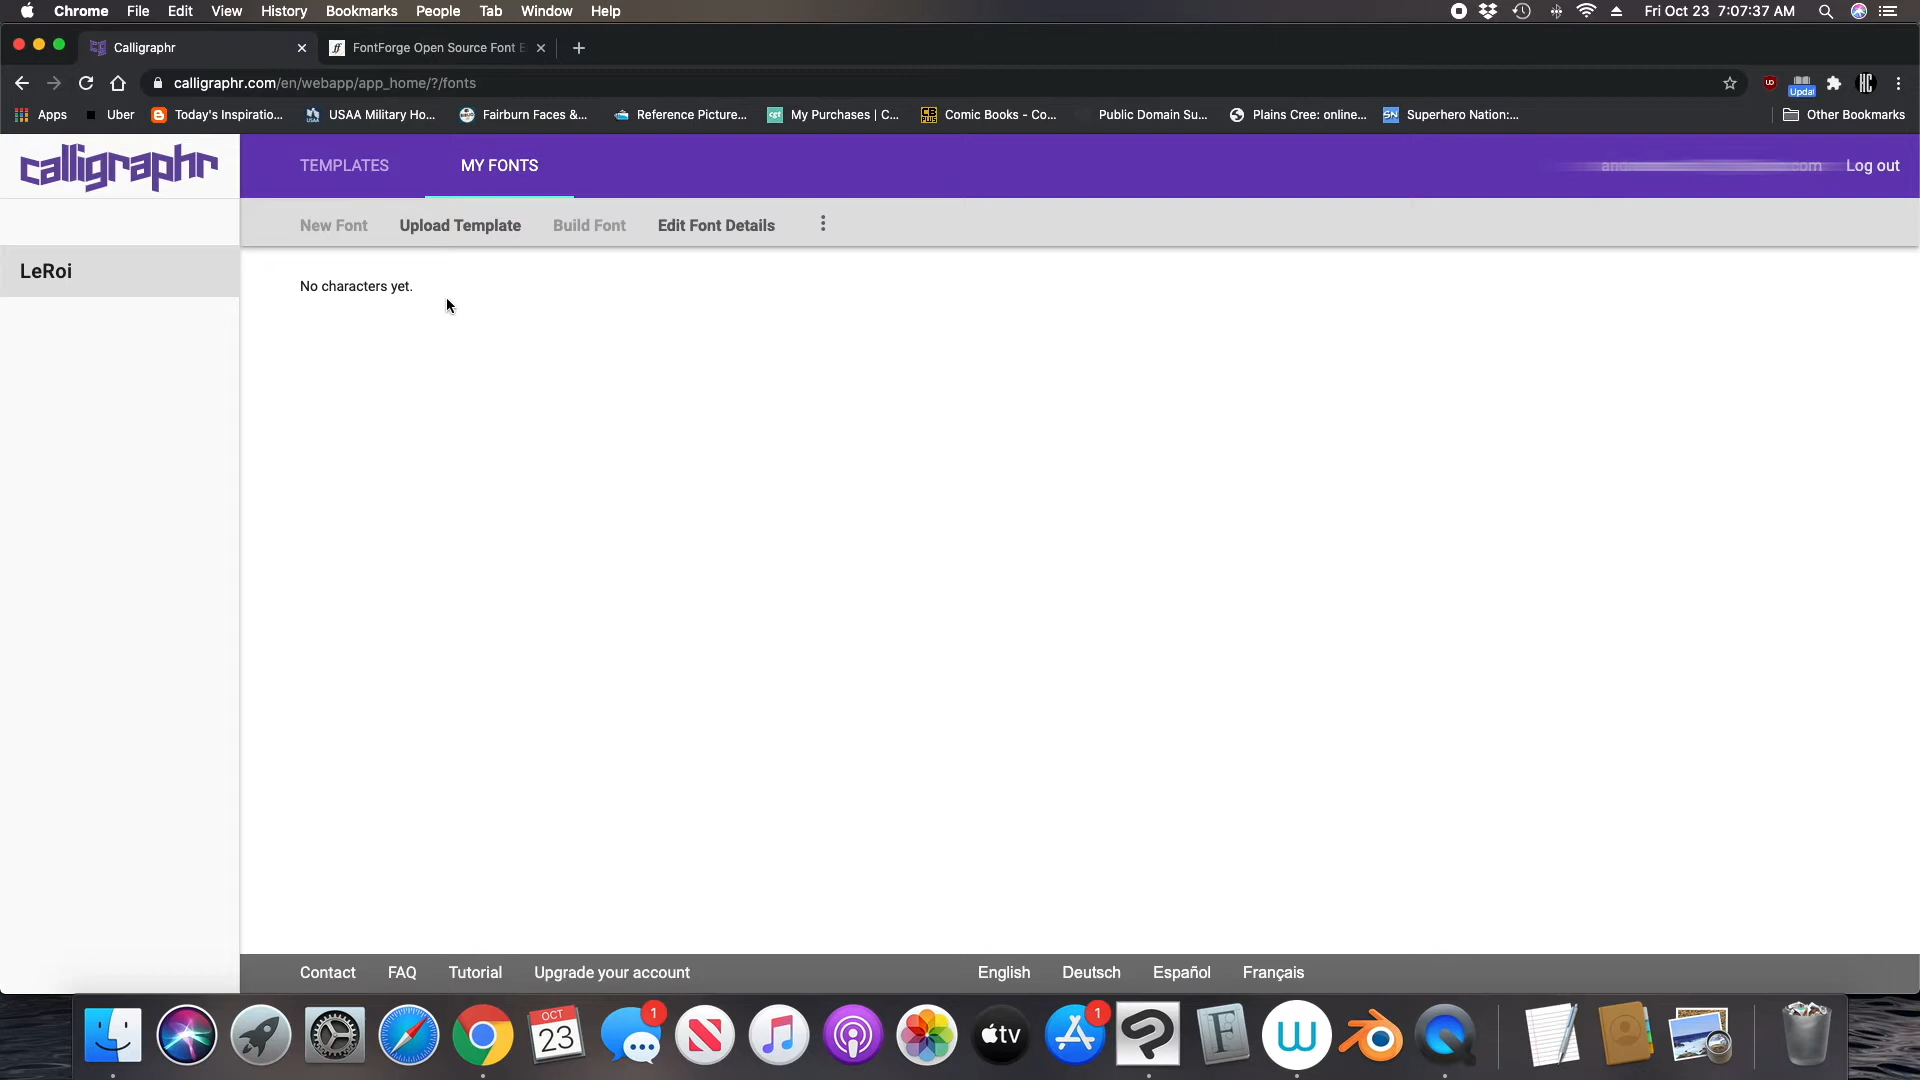 Chrome File Edit View History Bookmarks People Tab Window Help Fri Oct 23 7:07:37 AM
Calligraphr FontForge Open Source Font E
calligraphr.com/en/webapp/app_home/?/fonts
Apps Uber Today's Inspiratio... USAA Military Ho... Fairburn Faces &... Reference Picture... My Purchases | C... Comic Books - Co... Public Domain Su... Plains Cree: online... Superhero Nation:... Other Bookmarks
calligraphr TEMPLATES MY FONTS Log out
New Font Upload Template Build Font Edit Font Details
LeRoi
No characters yet.
Contact FAQ Tutorial Upgrade your account English Deutsch Español Français
OCT
23
1
tv
1